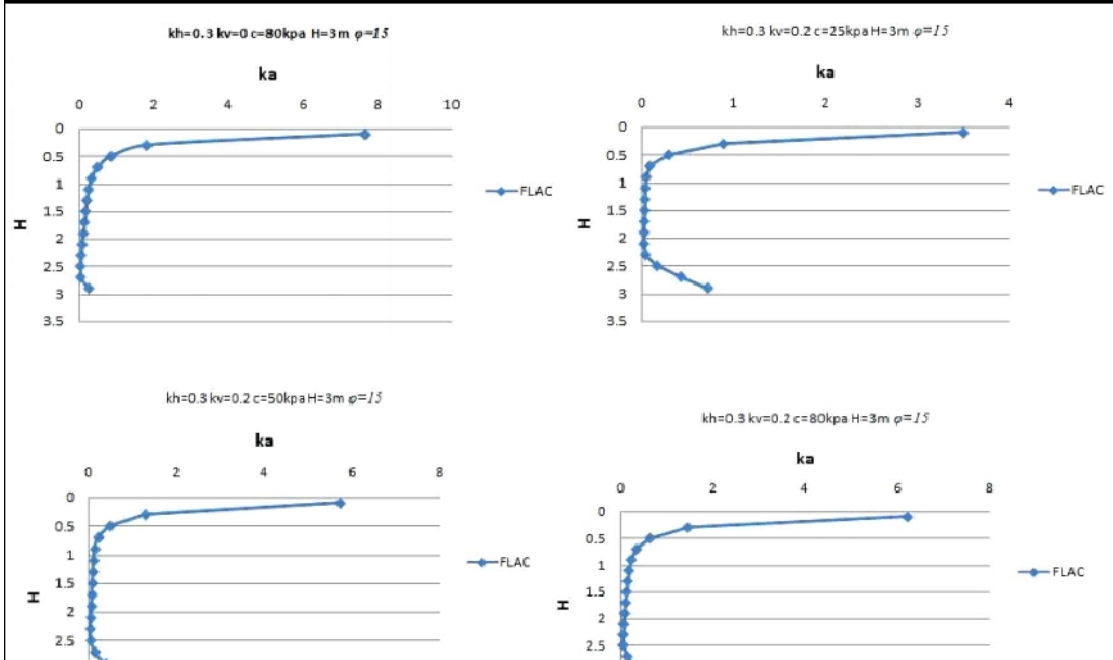 kh=0.3 kv=0 c=80kpa H=3m φ=15
ka
0 2 4 6 8 10
0
0.5
1
1.5
2
2.5
3
3.5
H
FLAC
kh=0.3 kv=0.2 c=25kpa H=3m φ=15
ka
0 1 2 3 4
0
0.5
1
1.5
2
2.5
3
3.5
H
FLAC
kh=0.3 kv=0.2 c=50kpa H=3m φ=15
ka
0 2 4 6 8
0
0.5
1
1.5
2
2.5
H
FLAC
kh=0.3 kv=0.2 c=80kpa H=3m φ=15
ka
0 2 4 6 8
0
0.5
1
1.5
2
2.5
H
FLAC